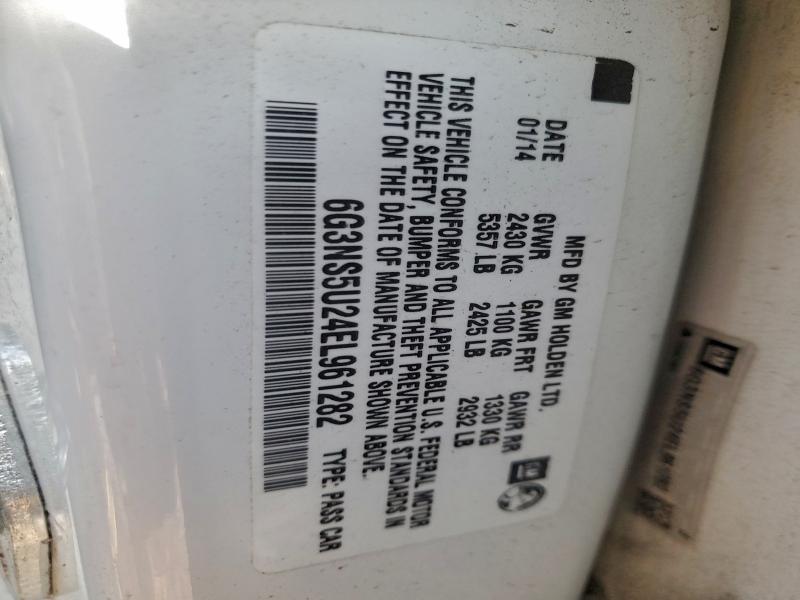 MFD BY GM HOLDEN LTD.
DATE GVWR GAWR FRT GAWR RR
01/14 2430 KG 1100 KG 1330 KG
5357 LB 2425 LB 2932 LB
THIS VEHICLE CONFORMS TO ALL APPLICABLE U.S. FEDERAL MOTOR
VEHICLE SAFETY, BUMPER AND THEFT PREVENTION STANDARDS IN
EFFECT ON THE DATE OF MANUFACTURE SHOWN ABOVE.
6G3NS5U24EL961282 TYPE: PASS CAR
GM
GM